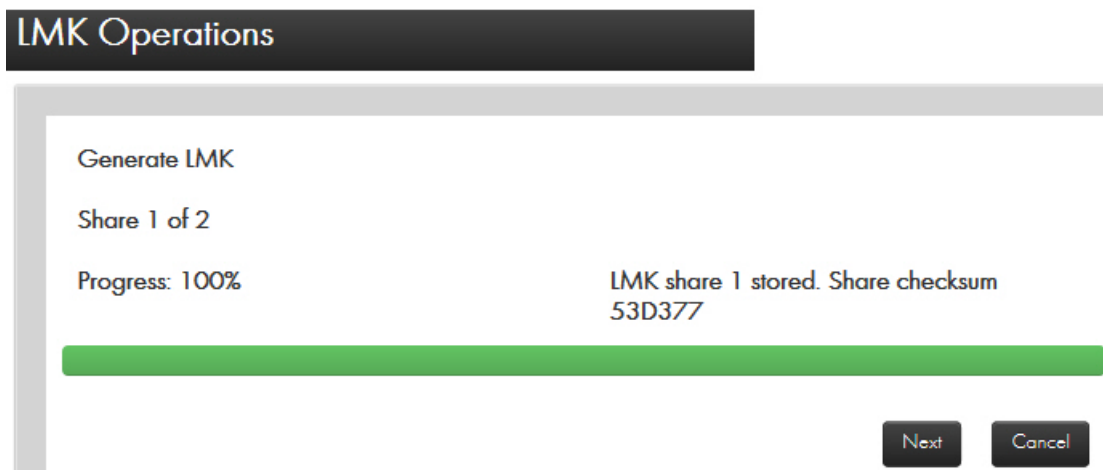 LMK Operations
Generate LMK
Share 1 of 2
Progress: 100%
LMK share 1 stored. Share checksum
53D377
Next
Cancel